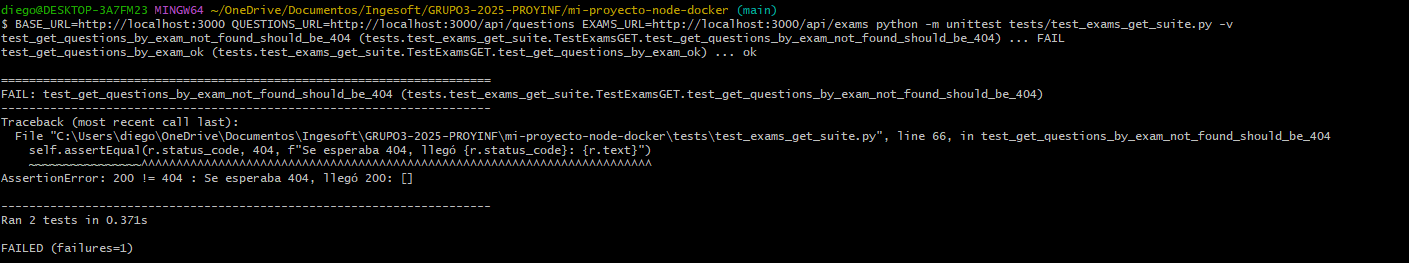 diego@DESKTOP-3A7FM23 MINGW64 ~/OneDrive/Documentos/Ingesoft/GRUPO3-2025-PROYINF/mi-proyecto-node-docker (main)
$ BASE_URL=http://localhost:3000 QUESTIONS_URL=http://localhost:3000/api/questions EXAMS_URL=http://localhost:3000/api/exams python -m unittest tests/test_exams_get_suite.py -v
test_get_questions_by_exam_not_found_should_be_404 (tests.test_exams_get_suite.TestExamsGET.test_get_questions_by_exam_not_found_should_be_404) ... FAIL
test_get_questions_by_exam_ok (tests.test_exams_get_suite.TestExamsGET.test_get_questions_by_exam_ok) ... ok
======================================================================
FAIL: test_get_questions_by_exam_not_found_should_be_404 (tests.test_exams_get_suite.TestExamsGET.test_get_questions_by_exam_not_found_should_be_404)
----------------------------------------------------------------------
Traceback (most recent call last):
  File "C:\Users\diego\OneDrive\Documentos\Ingesoft\GRUPO3-2025-PROYINF\mi-proyecto-node-docker\tests\test_exams_get_suite.py", line 66, in test_get_questions_by_exam_not_found_should_be_404
    self.assertEqual(r.status_code, 404, f"Se esperaba 404, llegó {r.status_code}: {r.text}")
    ~~~~~~~~~~~~~~~~^^^^^^^^^^^^^^^^^^^^^^^^^^^^^^^^^^^^^^^^^^^^^^^^^^^^^^^^^^^^^^^^^^^^^^^^^
AssertionError: 200 != 404 : Se esperaba 404, llegó 200: []
----------------------------------------------------------------------
Ran 2 tests in 0.371s
FAILED (failures=1)